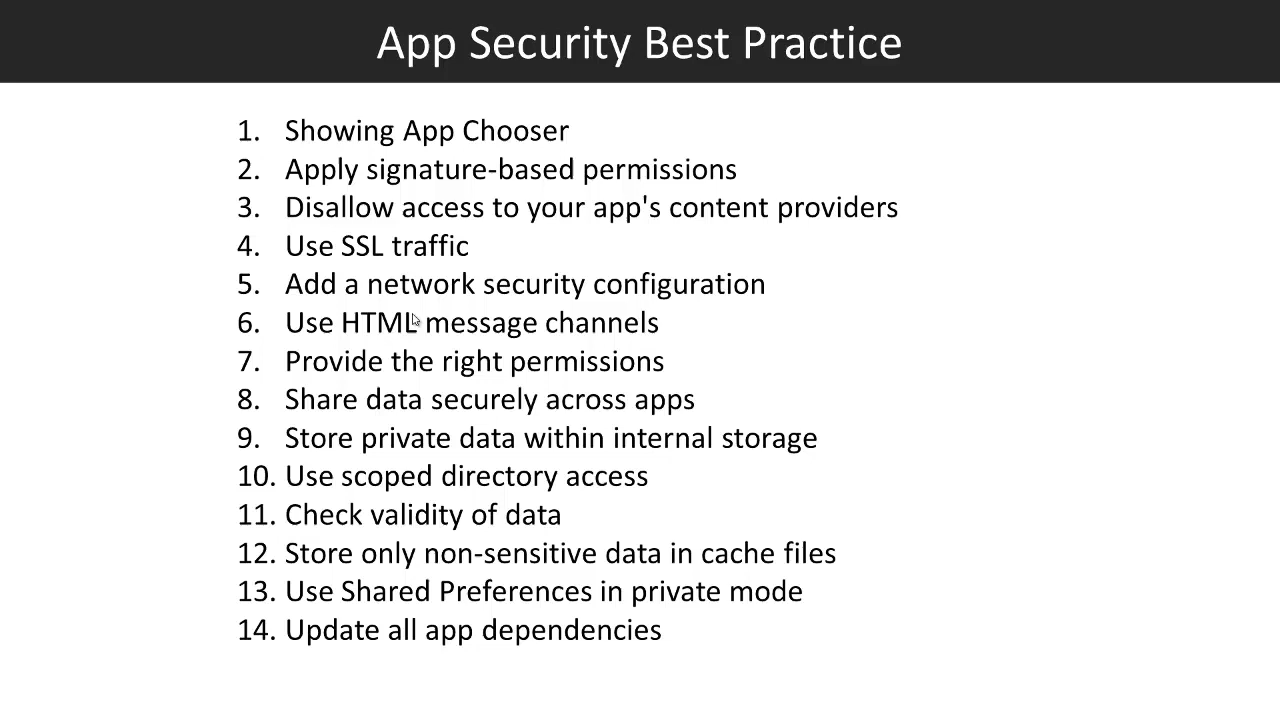 App Security Best Practice
1. Showing App Chooser
2. Apply signature-based permissions
3. Disallow access to your app's content providers
4. Use SSL traffic
5. Add a network security configuration
6. Use HTML message channels
7. Provide the right permissions
8. Share data securely across apps
9. Store private data within internal storage
10. Use scoped directory access
11. Check validity of data
12. Store only non-sensitive data in cache files
13. Use Shared Preferences in private mode
14. Update all app dependencies